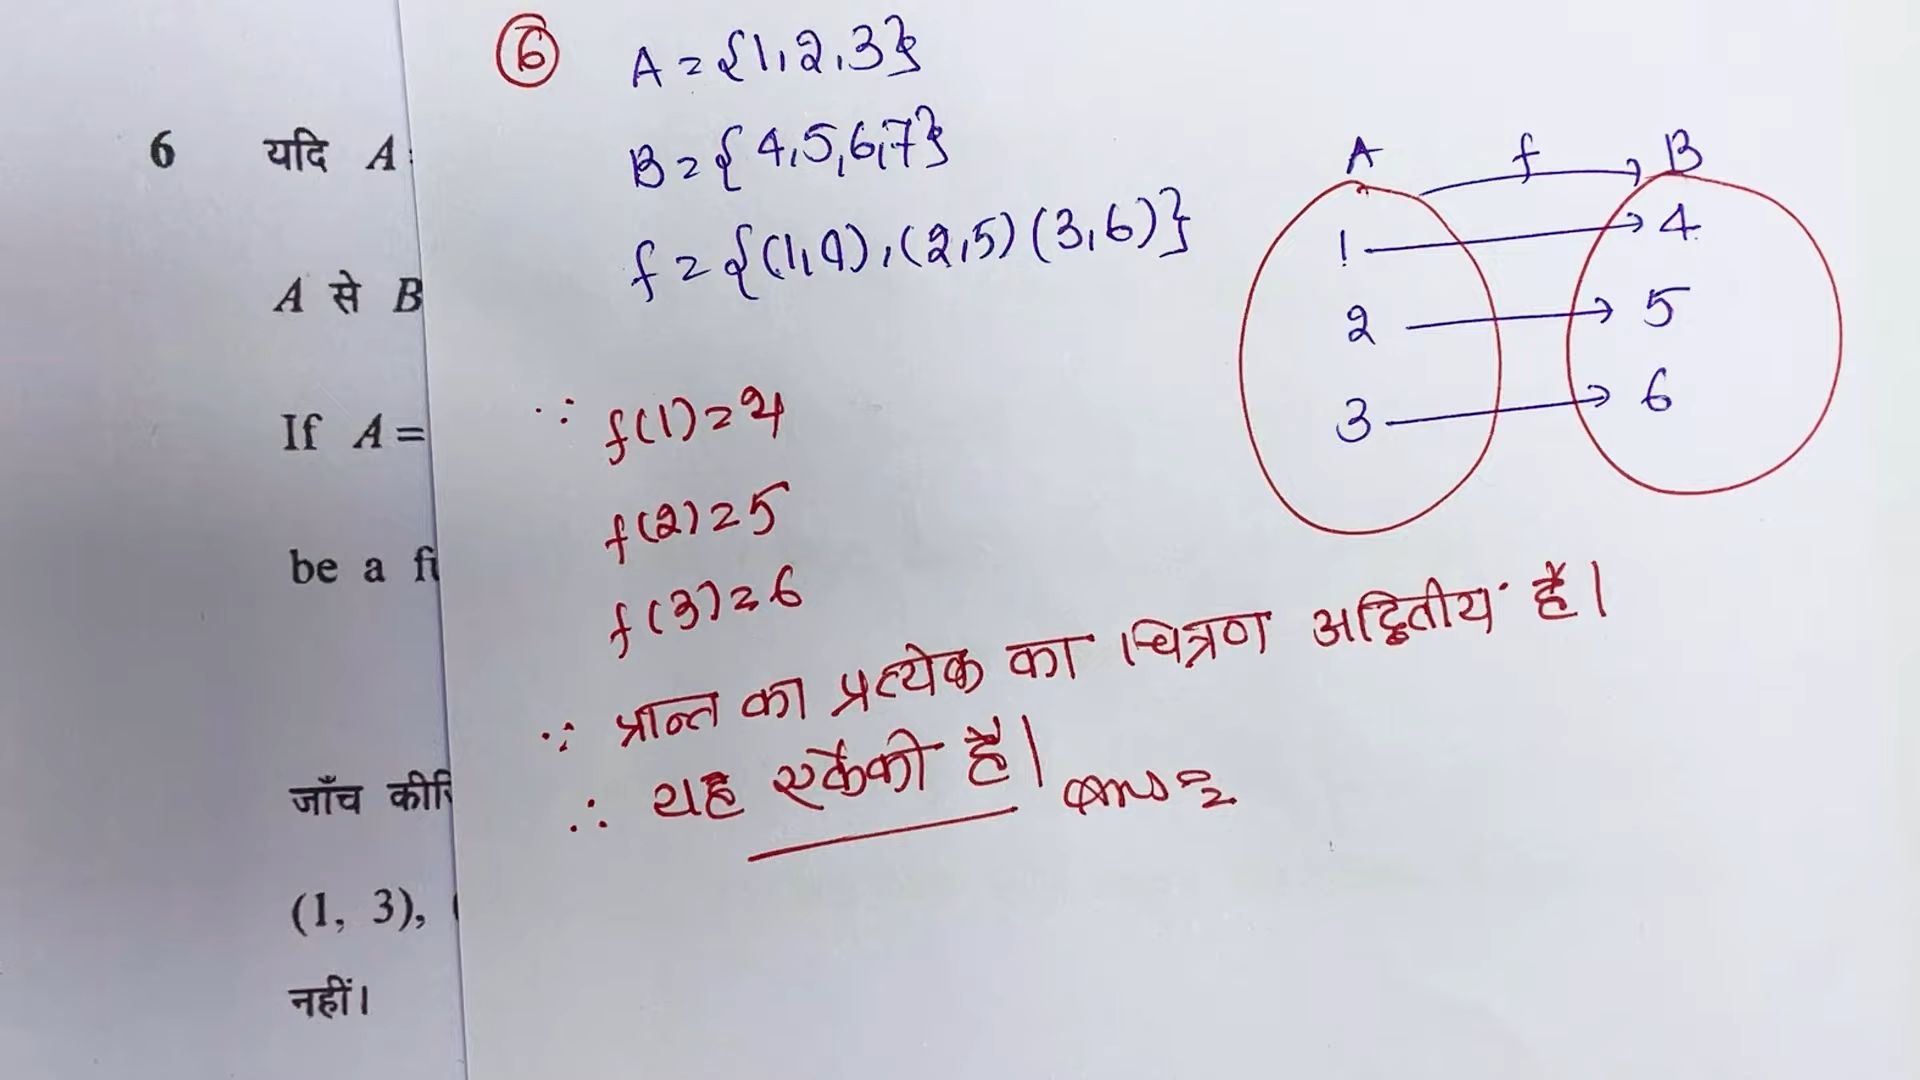 6 यदि A
A से B
If A =
be a fu
जाँच कीजि
(1, 3),
नहीं।
6
A = {1,2,3}
B = {4,5,6,7}
f = {(1,4),(2,5)(3,6)}
A f B
1 4
2 5
3 6
∵ f(1)=4
f(2)=5
f(3)=6
∵ प्रान्त का प्रत्येक का चित्रण अद्वितीय है।
∴ यह एकैकी है। Ans=